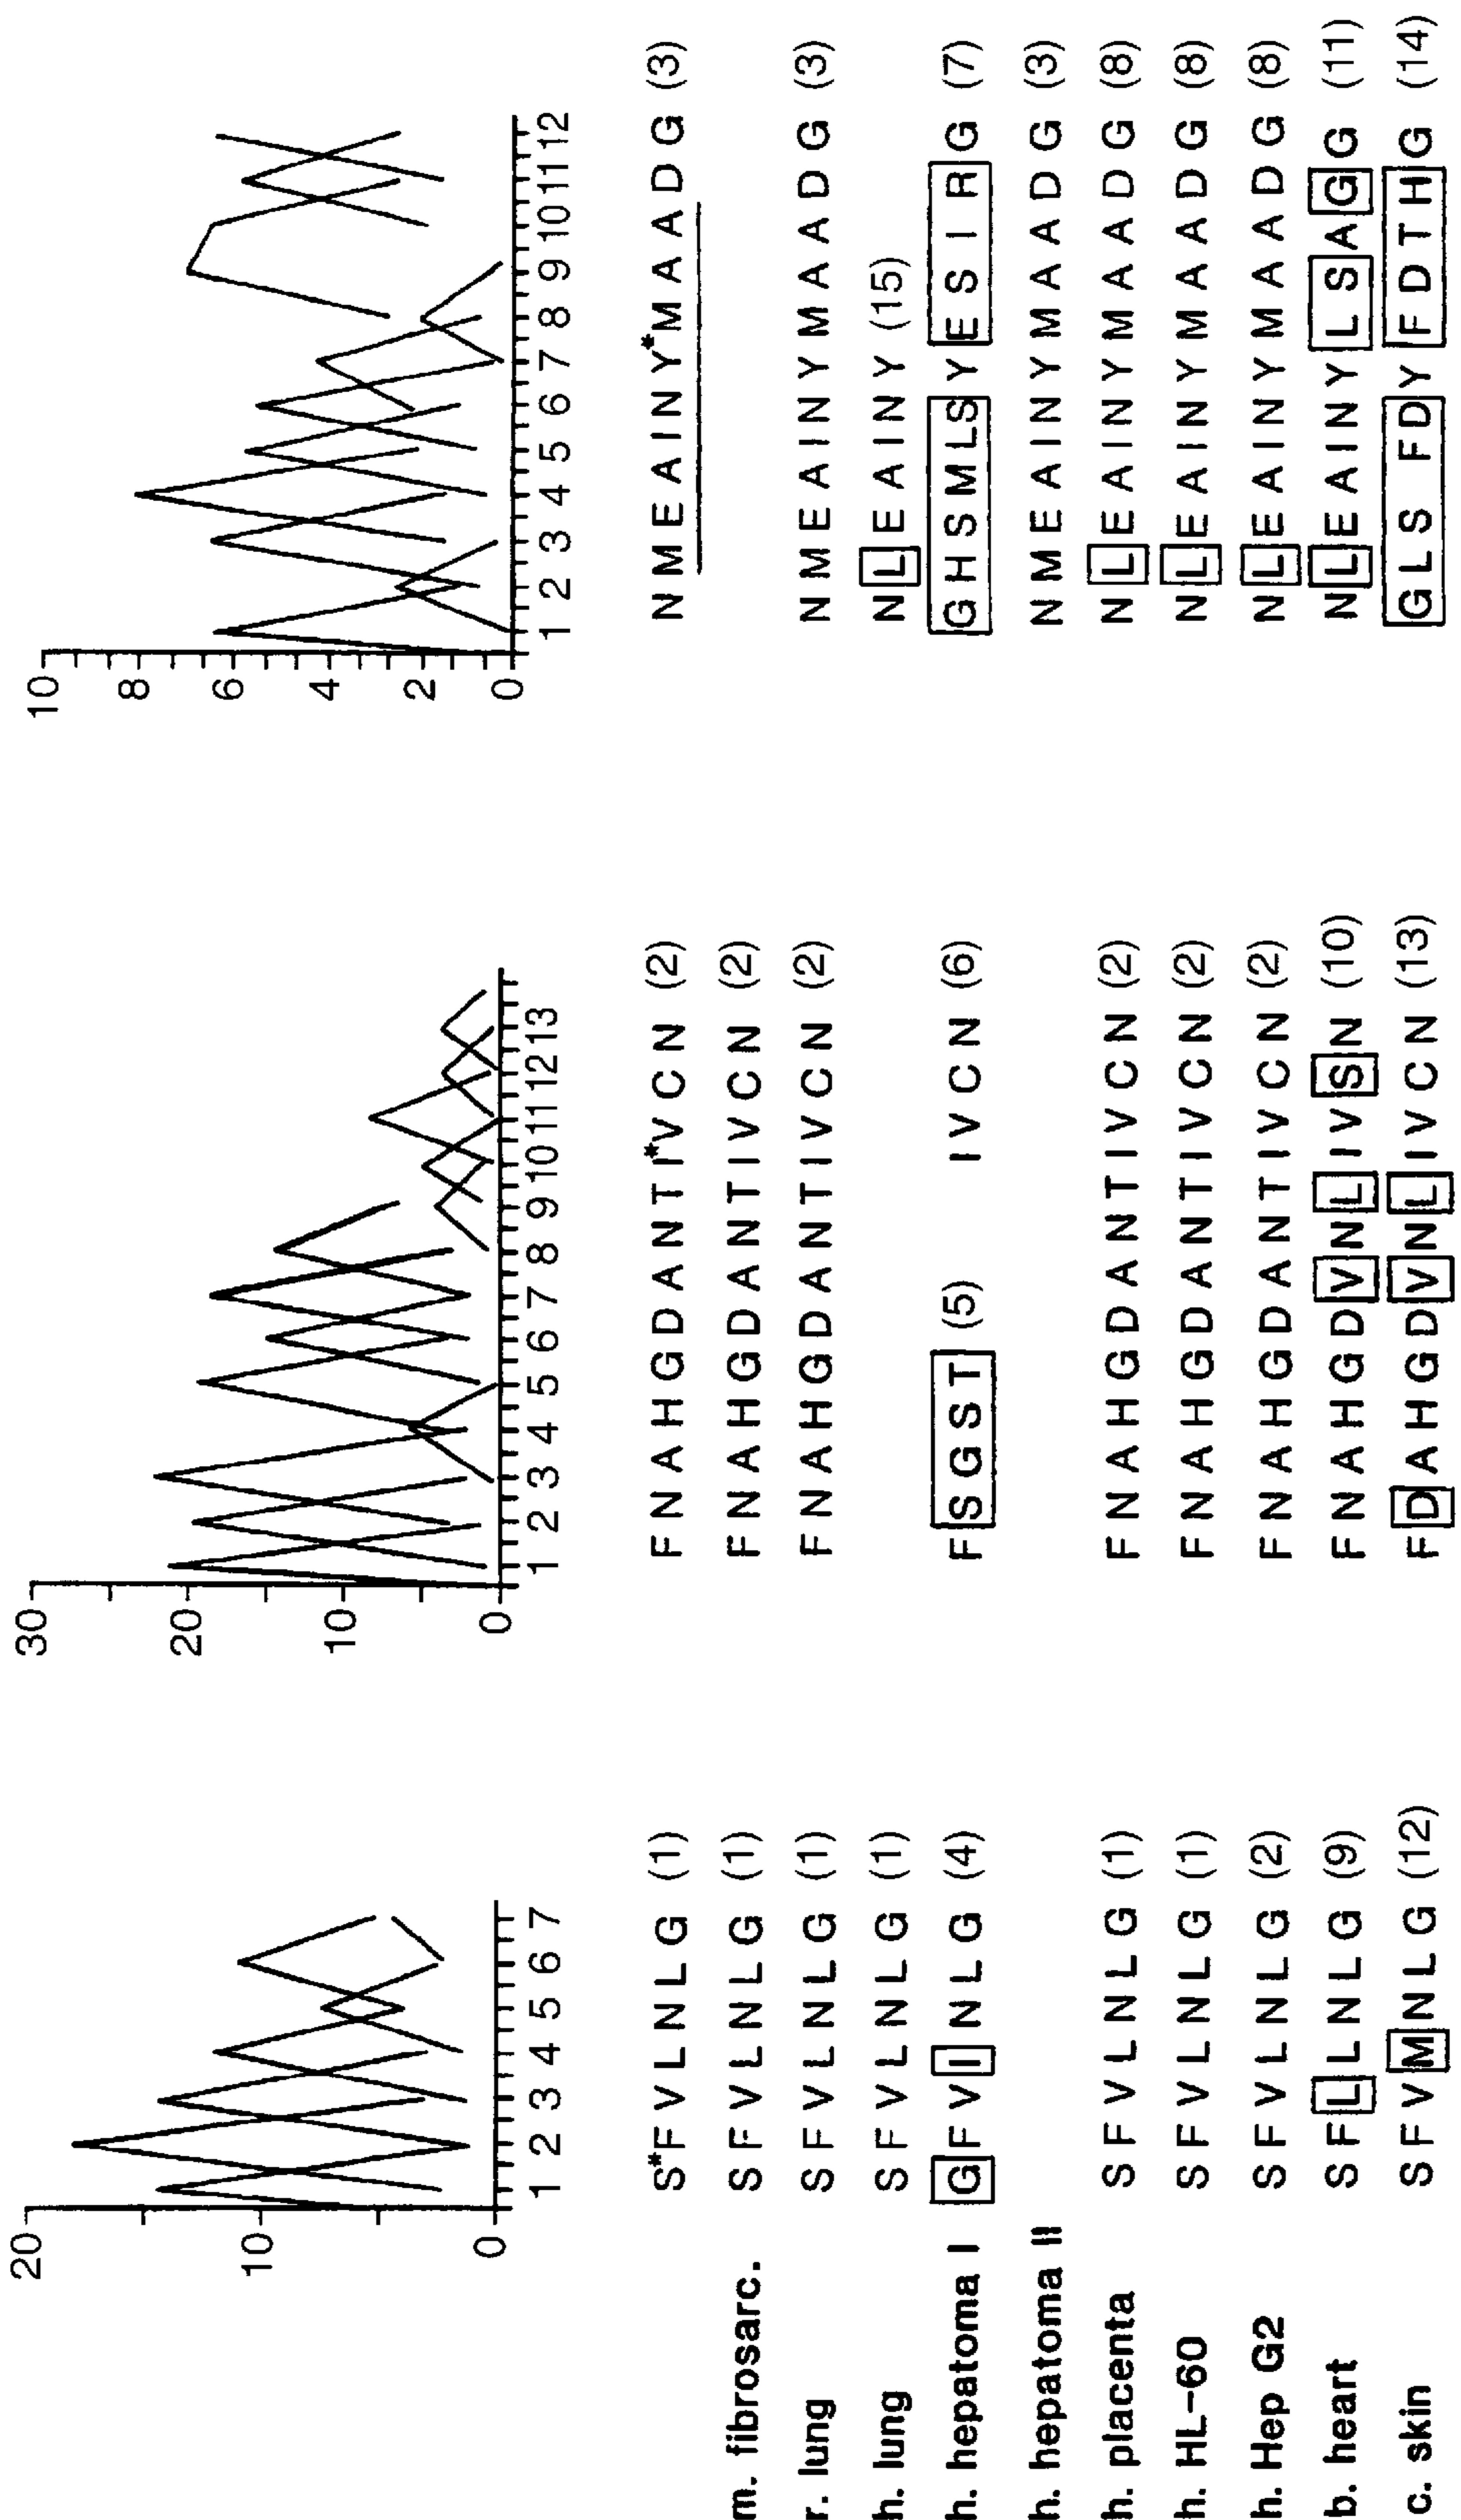 20
10
0
1 2 3 4 5 6 7
30
20
10
0
1 2 3 4 5 6 7 8 9 10 11 12 13
10
8
6
4
2
0
1 2 3 4 5 6 7 8 9 10 11 12
S*F V L N L G (1) F N A H G D A N T I*V C N (2) N M E A I N Y*M A A D G (3)
m. fibrosarc. S F V L N L G (1) F N A H G D A N T I V C N (2)
r. lung S F V L N L G (1) F N A H G D A N T I V C N (2) N M E A I N Y M A A D G (3)
h. lung S F V L N L G (1) N L E A I N Y (15)
h. hepatoma I G F V I N L G (4) F S G S T (5) I V C N (6) G H S M L S Y E S I R G (7)
h. hepatoma II N M E A I N Y M A A D G (3)
h. placenta S F V L N L G (1) F N A H G D A N T I V C N (2) N L E A I N Y M A A D G (8)
h. HL-60 S F V L N L G (1) F N A H G D A N T I V C N (2) N L E A I N Y M A A D G (8)
h. Hep G2 S F V L N L G (2) F N A H G D A N T I V C N (2) N L E A I N Y M A A D G (8)
b. heart S F L L N L G (9) F N A H G D V N L I V S N (10) N L E A I N Y L S A G G (11)
c. skin S F V M N L G (12) F D A H G D V N L I V C N (13) G L S F D Y F D T H G (14)